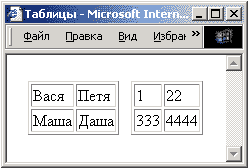 Таблицы - Microsoft Intern...
Файл Правка Вид Избран »
Вася Петя 1 22
Маша Даша 333 4444